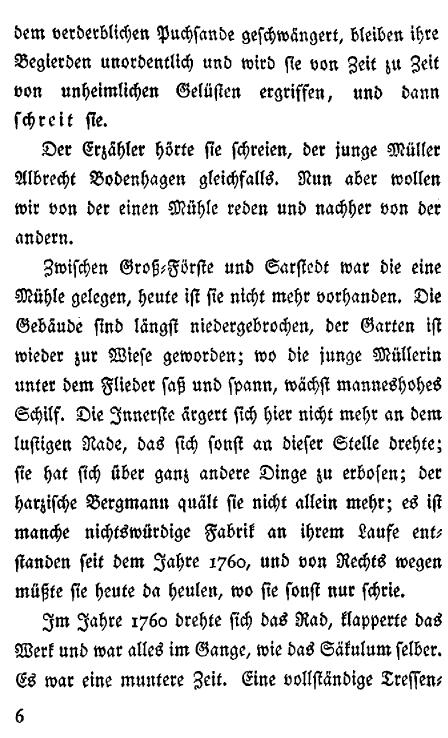 dem verderblichen Puchsande geschwängert, bleiben ihre
Begierden unordentlich und wird sie von Zeit zu Zeit
von unheimlichen Gelüsten ergriffen, und dann
schreit sie.
Der Erzähler hörte sie schreien, der junge Müller
Albrecht Bodenhagen gleichfalls. Nun aber wollen
wir von der einen Mühle reden und nachher von der
andern.
Zwischen Groß-Förste und Sarstedt war die eine
Mühle gelegen, heute ist sie nicht mehr vorhanden. Die
Gebäude sind längst niedergebrochen, der Garten ist
wieder zur Wiese geworden; wo die junge Müllerin
unter dem Flieder saß und spann, wächst manneshohes
Schilf. Die Innerste ärgert sich hier nicht mehr an dem
lustigen Rade, das sich sonst an dieser Stelle drehte;
sie hat sich über ganz andere Dinge zu erbosen; der
harzische Bergmann quält sie nicht allein mehr; es ist
manche nichtswürdige Fabrik an ihrem Laufe ent-
standen seit dem Jahre 1760, und von Rechts wegen
müßte sie heute da heulen, wo sie sonst nur schrie.
Im Jahre 1760 drehte sich das Rad, klapperte das
Werk und war alles im Gange, wie das Säkulum selber.
Es war eine muntere Zeit. Eine vollständige Tressen-
6